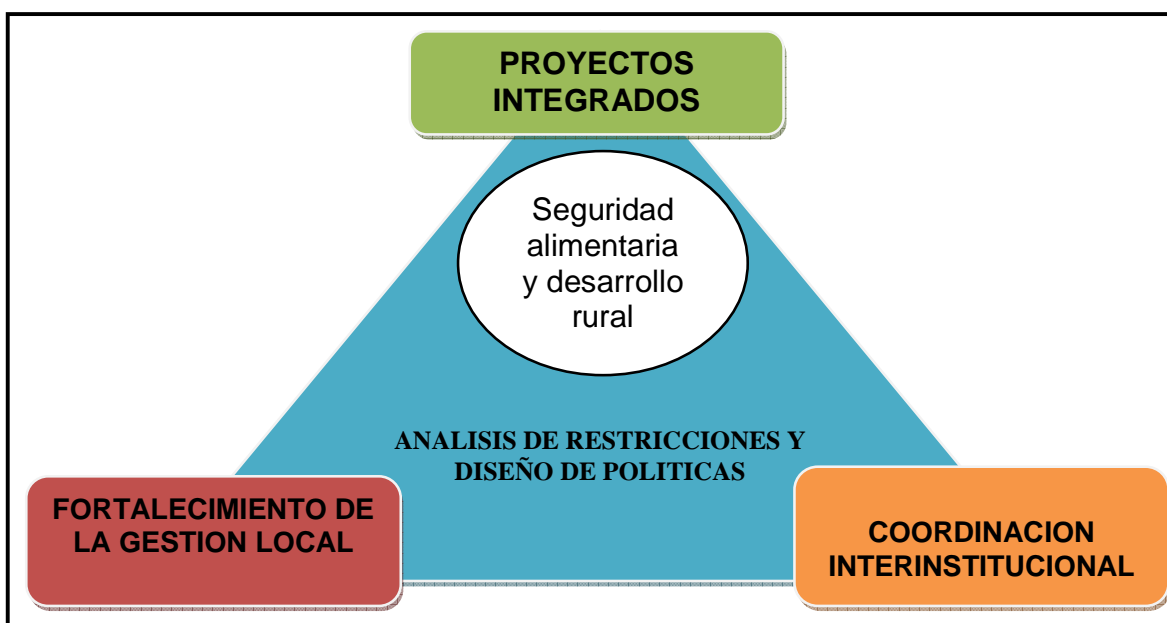 PROYECTOS
INTEGRADOS
Seguridad
alimentaria
y desarrollo
rural
ANALISIS DE RESTRICCIONES Y
DISEÑO DE POLITICAS
FORTALECIMIENTO DE
LA GESTION LOCAL
COORDINACION
INTERINSTITUCIONAL